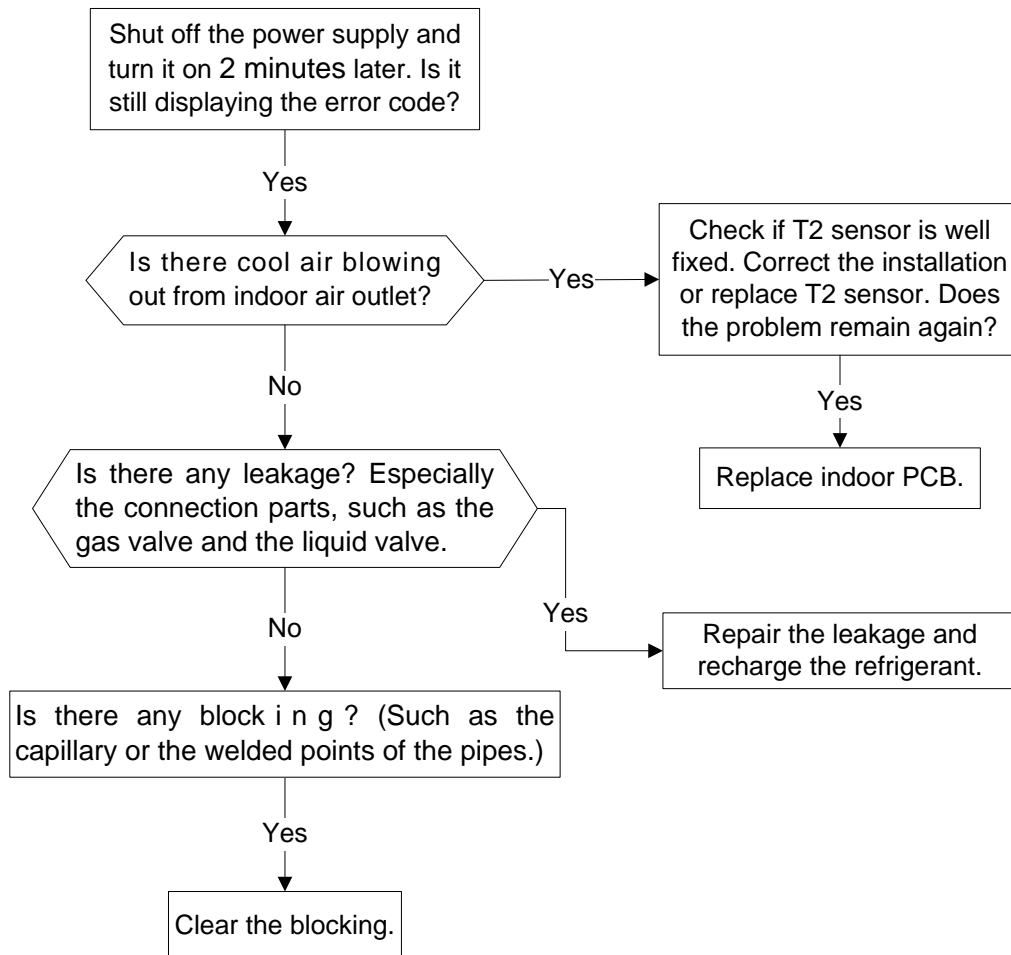 Shut off the power supply and
turn it on 2 minutes later. Is it
still displaying the error code?
Yes
Is there cool air blowing
out from indoor air outlet?
Yes
Check if T2 sensor is well
fixed. Correct the installation
or replace T2 sensor. Does
the problem remain again?
Yes
Replace indoor PCB.
No
Is there any leakage? Especially
the connection parts, such as the
gas valve and the liquid valve.
Yes
Repair the leakage and
recharge the refrigerant.
No
Is there any blocking? (Such as the
capillary or the welded points of the pipes.)
Yes
Clear the blocking.